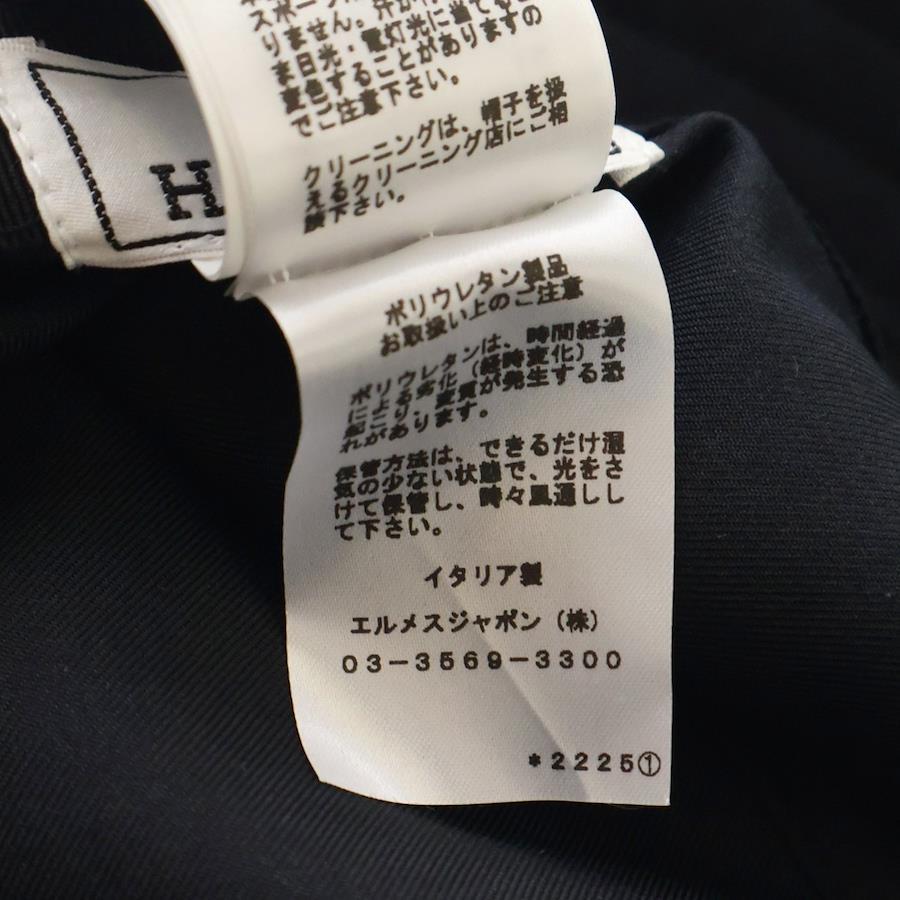 スポーツ
りません。汗が
ま日光・電灯光に当てる
変色することがありますの
でご注意下さい。
クリーニングは、帽子を扱
えるクリーニング店にご相
談下さい。
H
ポリウレタン製品
お取扱い上のご注意
ポリウレタンは、時間経過
による劣化（経時変化）が
起こり、変質が発生する恐
れがあります。
保管方法は、できるだけ湿
気の少ない状態で、光をさ
けて保管し、時々風通しし
て下さい。
イタリア製
エルメスジャポン（株）
03-3569-3300
*2225①